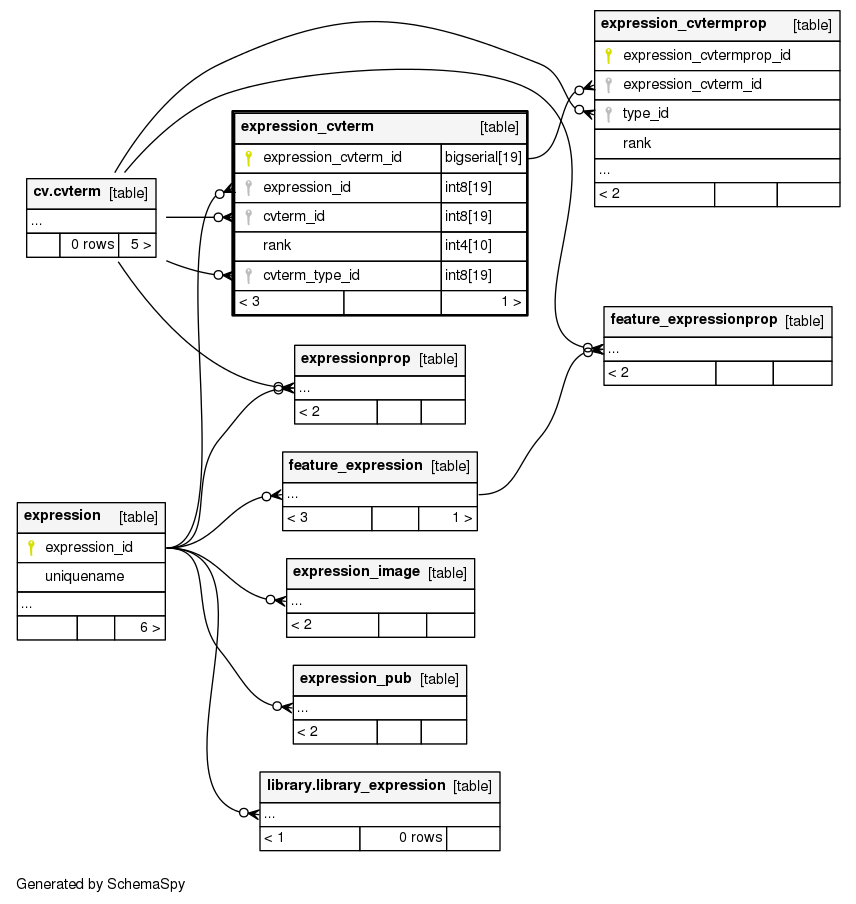 expression_cvtermprop [table]
expression_cvtermprop_id
expression_cvterm_id
type_id
rank
...
< 2
expression_cvterm [table]
expression_cvterm_id bigserial[19]
expression_id int8[19]
cvterm_id int8[19]
rank int4[10]
cvterm_type_id int8[19]
< 3 1 >
cv.cvterm [table]
...
0 rows 5 >
feature_expressionprop [table]
...
< 2
expressionprop [table]
...
< 2
feature_expression [table]
...
< 3 1 >
expression [table]
expression_id
uniquename
...
6 >
expression_image [table]
...
< 2
expression_pub [table]
...
< 2
library.library_expression [table]
...
< 1 0 rows
Generated by SchemaSpy